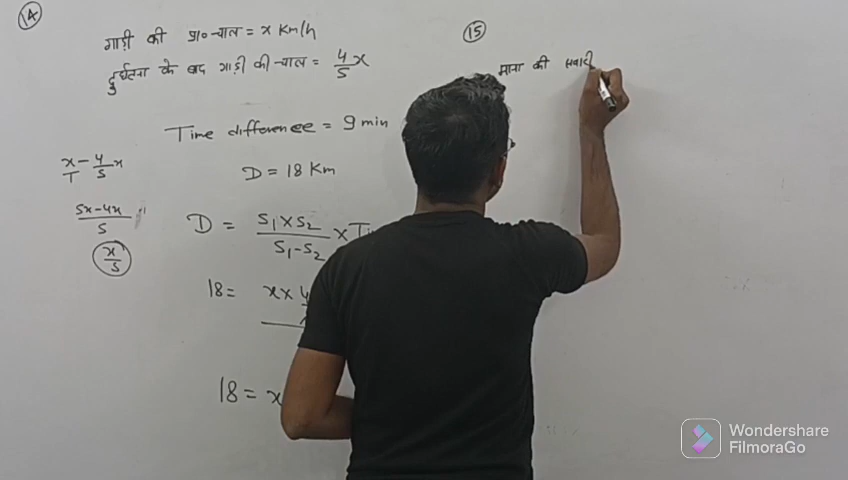 14
गाड़ी की प्रा० चाल = x Km/h
दुर्घटना के बाद गाड़ी की चाल = 4/5 x
Time difference = 9 min
x - 4/5 x
D = 18 Km
5x-4x / 5
D = S1 × S2 / S1-S2 ×
x/5
18 = x × 4
18 = x
15
माना की
Wondershare
FilmoraGo